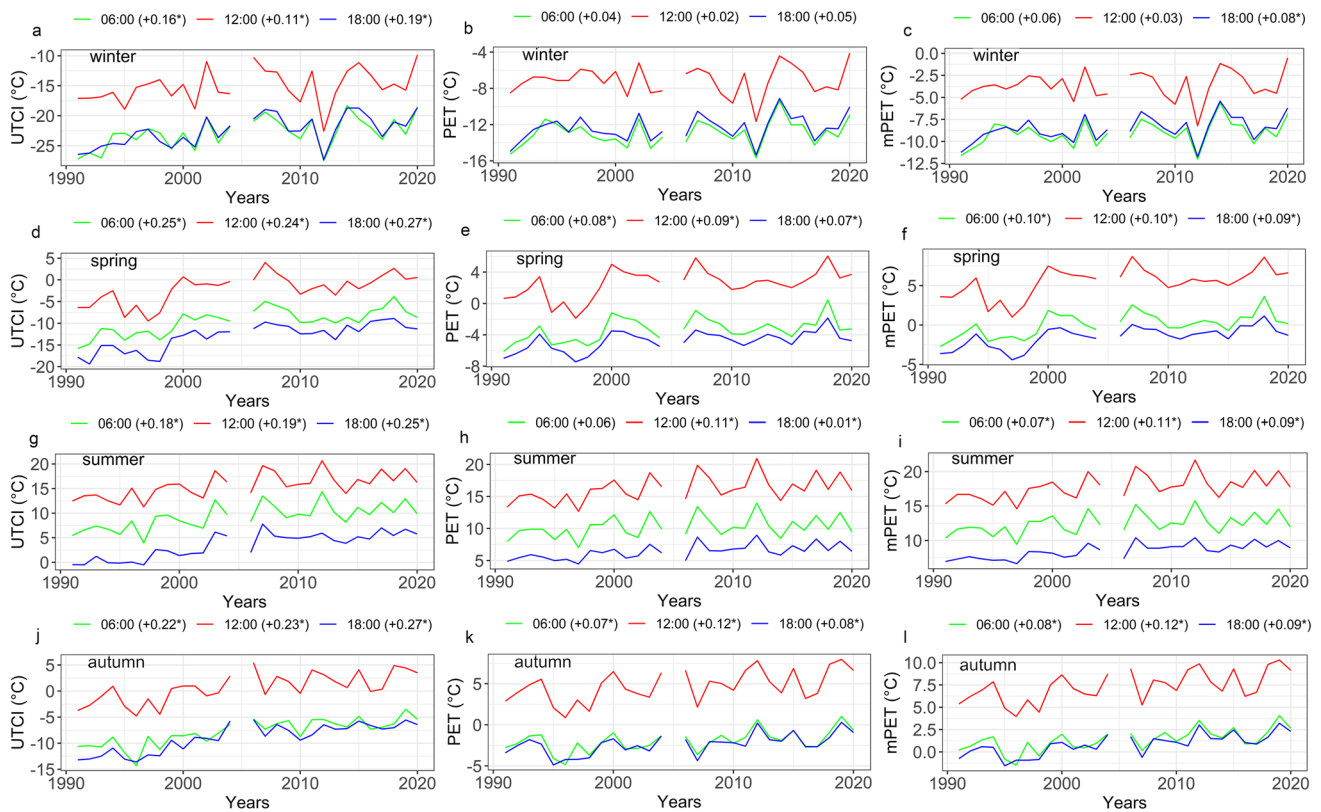 06:00 (+0.16*) 12:00 (+0.11*) 18:00 (+0.19*)
a
winter
UTCI (°C)
-10
-15
-20
-25
1990 2000 2010 2020
Years
06:00 (+0.04) 12:00 (+0.02) 18:00 (+0.05)
b
winter
PET (°C)
-4
-8
-12
-16
1990 2000 2010 2020
Years
06:00 (+0.06) 12:00 (+0.03) 18:00 (+0.08*)
c
winter
mPET (°C)
0.0
-2.5
-5.0
-7.5
-10.0
-12.5
1990 2000 2010 2020
Years
06:00 (+0.25*) 12:00 (+0.24*) 18:00 (+0.27*)
d
spring
UTCI (°C)
5
0
-5
-10
-15
-20
1990 2000 2010 2020
Years
06:00 (+0.08*) 12:00 (+0.09*) 18:00 (+0.07*)
e
spring
PET (°C)
4
0
-4
-8
1990 2000 2010 2020
Years
06:00 (+0.10*) 12:00 (+0.10*) 18:00 (+0.09*)
f
spring
mPET (°C)
5
0
-5
1990 2000 2010 2020
Years
06:00 (+0.18*) 12:00 (+0.19*) 18:00 (+0.25*)
g
summer
UTCI (°C)
20
15
10
5
0
1990 2000 2010 2020
Years
06:00 (+0.06) 12:00 (+0.11*) 18:00 (+0.01*)
h
summer
PET (°C)
20
15
10
5
1990 2000 2010 2020
Years
06:00 (+0.07*) 12:00 (+0.11*) 18:00 (+0.09*)
i
summer
mPET (°C)
20
15
10
1990 2000 2010 2020
Years
06:00 (+0.22*) 12:00 (+0.23*) 18:00 (+0.27*)
j
autumn
UTCI (°C)
5
0
-5
-10
-15
1990 2000 2010 2020
Years
06:00 (+0.07*) 12:00 (+0.12*) 18:00 (+0.08*)
k
autumn
PET (°C)
5
0
-5
1990 2000 2010 2020
Years
06:00 (+0.08*) 12:00 (+0.12*) 18:00 (+0.09*)
l
autumn
mPET (°C)
10.0
7.5
5.0
2.5
0.0
1990 2000 2010 2020
Years